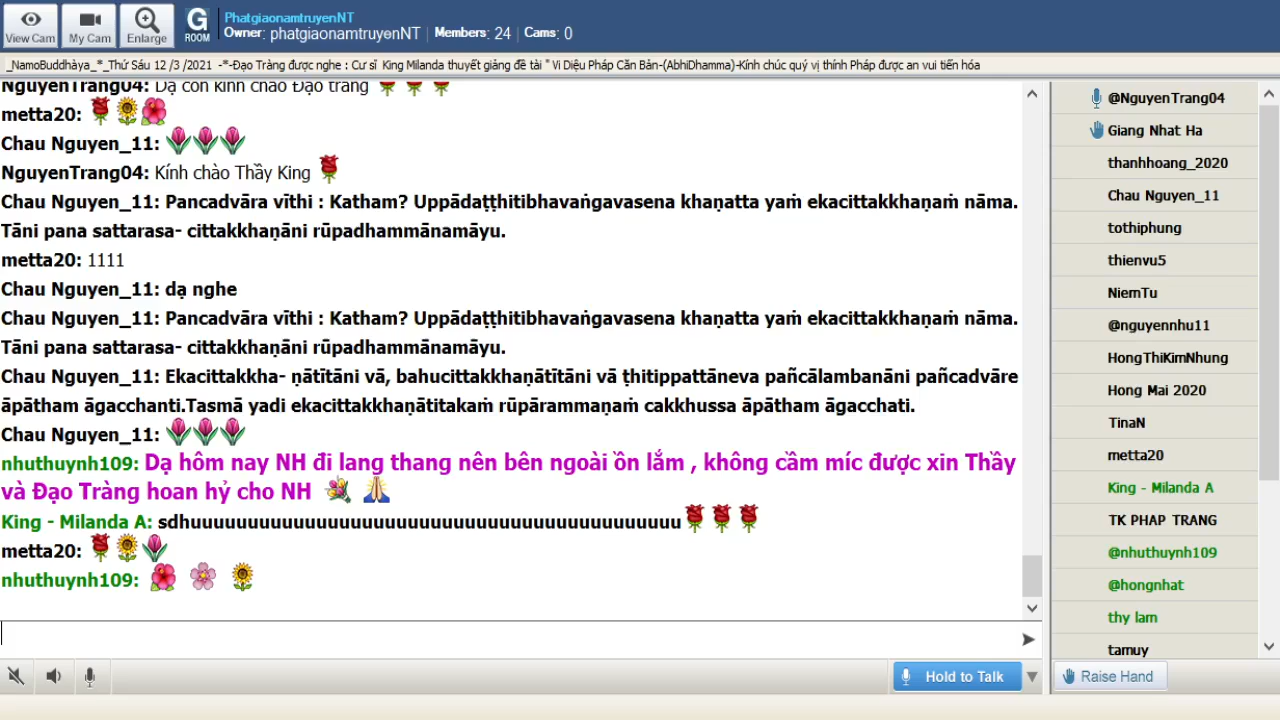 View Cam
My Cam
Enlarge
G
ROOM
PhatgiaonamtruyenNT
Owner: phatgiaonamtruyenNT | Members: 24 | Cams: 0
_NamoBuddhàya_*_Thứ Sáu 12 /3 /2021 -*-Đạo Tràng được nghe : Cư sĩ King Milanda thuyết giảng đề tài " Vi Diệu Pháp Căn Bản-(AbhiDhamma)-Kính chúc quý vị thính Pháp được an vui tiến hóa
NguyenTrang04: Dạ con kính chào Đạo tràng
metta20:
Chau Nguyen_11:
NguyenTrang04: Kính chào Thầy King
Chau Nguyen_11: Pancadvāra vīthi : Katham? Uppādaṭṭhitibhavaṅgavasena khaṇatta yaṁ ekacittakkhaṇaṁ nāma.
Tāni pana sattarasa- cittakkhaṇāni rūpadhammānamāyu.
metta20: 1111
Chau Nguyen_11: dạ nghe
Chau Nguyen_11: Pancadvāra vīthi : Katham? Uppādaṭṭhitibhavaṅgavasena khaṇatta yaṁ ekacittakkhaṇaṁ nāma.
Tāni pana sattarasa- cittakkhaṇāni rūpadhammānamāyu.
Chau Nguyen_11: Ekacittakkha- ṇātītāni vā, bahucittakkhaṇātītāni vā ṭhitippattāneva pañcālambanāni pañcadvāre
āpātham āgacchanti.Tasmā yadi ekacittakkhaṇātitakaṁ rūpārammaṇaṁ cakkhussa āpātham āgacchati.
Chau Nguyen_11:
nhuthuynh109: Dạ hôm nay NH đi lang thang nên bên ngoài ồn lắm , không cầm míc được xin Thầy
và Đạo Tràng hoan hỷ cho NH
King - Milanda A: sdhuuuuuuuuuuuuuuuuuuuuuuuuuuuuuuuuuuuuuuuuuu
metta20:
nhuthuynh109:
Hold to Talk
@NguyenTrang04
Giang Nhat Ha
thanhhoang_2020
Chau Nguyen_11
tothiphung
thienvu5
NiemTu
@nguyennhu11
HongThiKimNhung
Hong Mai 2020
TinaN
metta20
King - Milanda A
TK PHAP TRANG
@nhuthuynh109
@hongnhat
thy lam
tamuy
Raise Hand